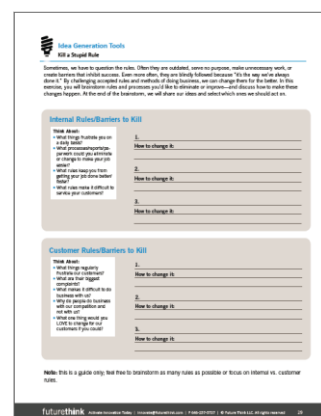 Idea Generation Tools
Kill a Stupid Rule
Sometimes, we have to question the rules. Often they are outdated, serve no purpose, make unnecessary work, or
create barriers that inhibit success. Even more often, they are blindly followed because "it's the way we've always
done it." By challenging accepted rules and methods of doing business, we can change them for the better. In this
exercise, you will brainstorm rules and processes you'd like to eliminate or improve—and discuss how to make these
changes happen. At the end of the brainstorm, we will share our ideas and select which ones we should act on.
Internal Rules/Barriers to Kill
Think About:
• What things frustrate you on
a daily basis?
• What processes/reports/pa-
perwork could you eliminate
or change to make your job
easier?
• What rules keep you from
getting your job done better/
faster?
• What rules make it difficult to
service your customers?
1.
How to change it:
2.
How to change it:
3.
How to change it:
Customer Rules/Barriers to Kill
Think About:
• What things regularly
frustrate our customers?
• What are their biggest
complaints?
• What makes it difficult to do
business with us?
• Why do people do business
with our competition and
not with us?
• What one thing would you
LOVE to change for our
customers if you could?
1.
How to change it:
2.
How to change it:
3.
How to change it:
Note: this is a guide only; feel free to brainstorm as many rules as possible or focus on internal vs. customer
rules.
futurethink Activate Innovation Today | All rights reserved